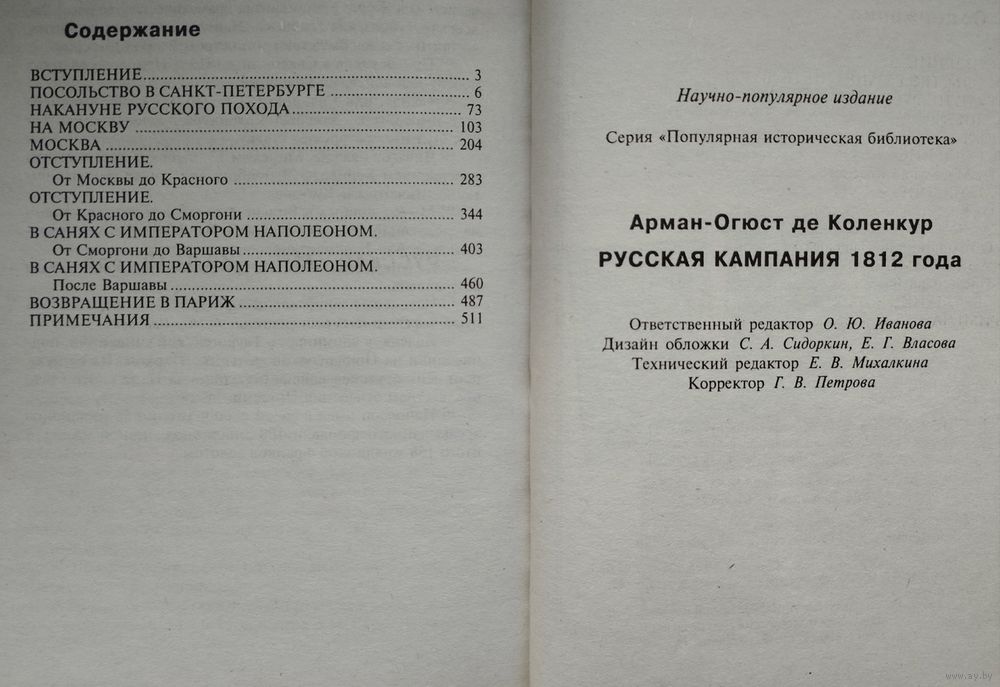 Содержание
ВСТУПЛЕНИЕ........................................ 3
ПОСОЛЬСТВО В САНКТ-ПЕТЕРБУРГЕ ................. 6
НАКАНУНЕ РУССКОГО ПОХОДА..................... 73
НА МОСКВУ ........................................ 103
МОСКВА ........................................... 204
ОТСТУПЛЕНИЕ.
От Москвы до Красного ........................... 283
ОТСТУПЛЕНИЕ.
От Красного до Сморгони .......................... 344
В САНЯХ С ИМПЕРАТОРОМ НАПОЛЕОНОМ.
От Сморгони до Варшавы ........................... 403
В САНЯХ С ИМПЕРАТОРОМ НАПОЛЕОНОМ.
После Варшавы .................................... 460
ВОЗВРАЩЕНИЕ В ПАРИЖ ............................ 487
ПРИМЕЧАНИЯ ....................................... 511
Научно-популярное издание
Серия «Популярная историческая библиотека»
Арман-Огюст де Коленкур
РУССКАЯ КАМПАНИЯ 1812 года
Ответственный редактор О. Ю. Иванова
Дизайн обложки С. А. Сидоркин, Е. Г. Власова
Технический редактор Е. В. Михалкина
Корректор Г. В. Петрова
www.ay.by